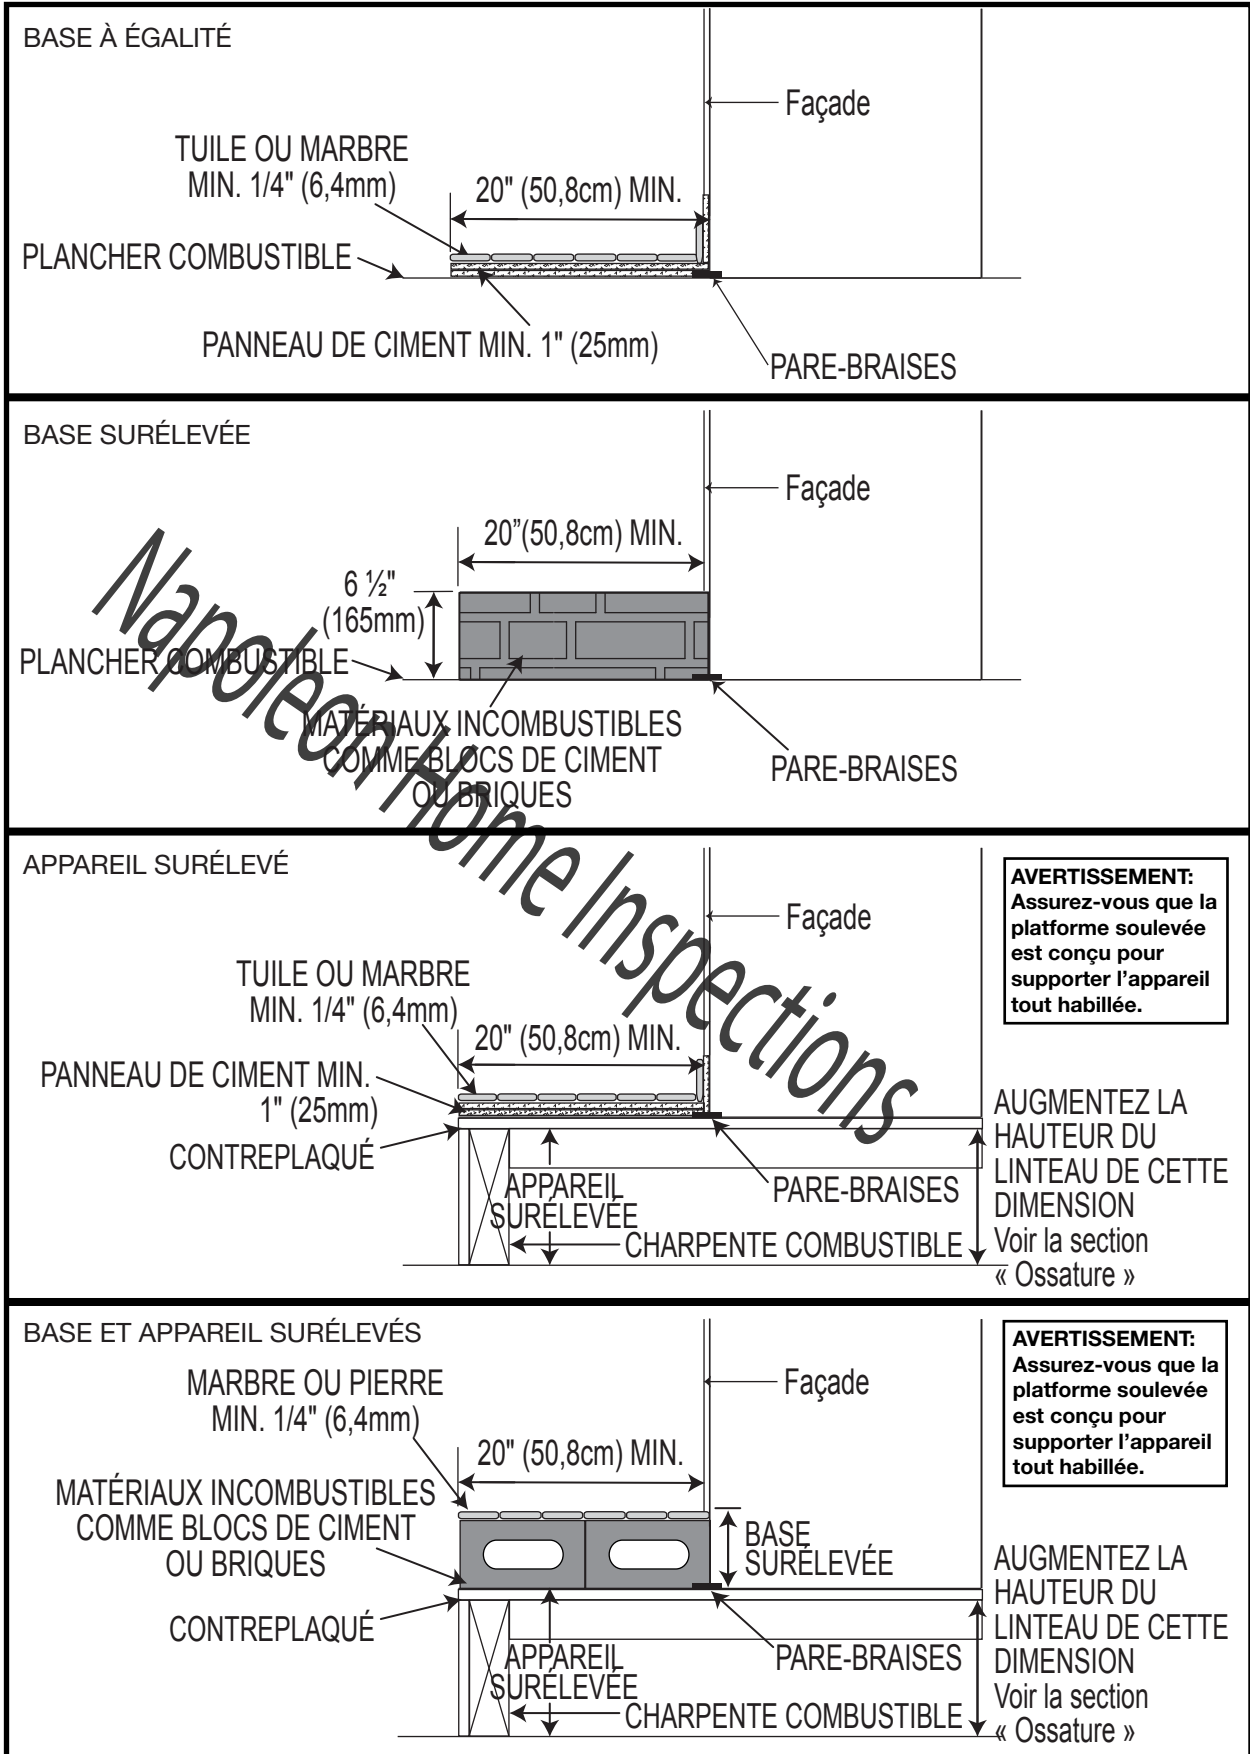 BASE À ÉGALITÉ
Façade
TUILE OU MARBRE
MIN. 1/4" (6,4mm)
20" (50,8cm) MIN.
PLANCHER COMBUSTIBLE
PANNEAU DE CIMENT MIN. 1" (25mm)
PARE-BRAISES
BASE SURÉLEVÉE
Façade
20”(50,8cm) MIN.
6 ½"
(165mm)
PLANCHER COMBUSTIBLE
MATÉRIAUX INCOMBUSTIBLES
COMME BLOCS DE CIMENT
OU BRIQUES
PARE-BRAISES
Napoleon Home Inspections
APPAREIL SURÉLEVÉ
Façade
AVERTISSEMENT:
Assurez-vous que la
platforme soulevée
est conçu pour
supporter l’appareil
tout habillée.
TUILE OU MARBRE
MIN. 1/4" (6,4mm)
20" (50,8cm) MIN.
PANNEAU DE CIMENT MIN.
1" (25mm)
CONTREPLAQUÉ
APPAREIL
SURÉLEVÉE
PARE-BRAISES
CHARPENTE COMBUSTIBLE
AUGMENTEZ LA
HAUTEUR DU
LINTEAU DE CETTE
DIMENSION
Voir la section
« Ossature »
BASE ET APPAREIL SURÉLEVÉS
Façade
AVERTISSEMENT:
Assurez-vous que la
platforme soulevée
est conçu pour
supporter l’appareil
tout habillée.
MARBRE OU PIERRE
MIN. 1/4" (6,4mm)
20" (50,8cm) MIN.
MATÉRIAUX INCOMBUSTIBLES
COMME BLOCS DE CIMENT
OU BRIQUES
BASE
SURÉLEVÉE
CONTREPLAQUÉ
APPAREIL
SURÉLEVÉE
PARE-BRAISES
CHARPENTE COMBUSTIBLE
AUGMENTEZ LA
HAUTEUR DU
LINTEAU DE CETTE
DIMENSION
Voir la section
« Ossature »